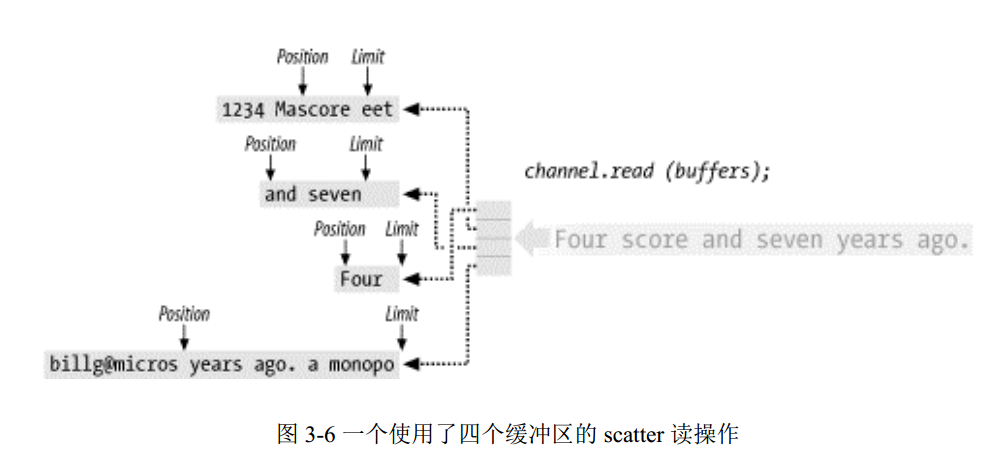 Position Limit
1234 Mascore eet
Position Limit
and seven
channel.read (buffers);
Position Limit
Four score and seven years ago.
Four
Position Limit
billg@micros years ago. a monopo
图 3-6 一个使用了四个缓冲区的 scatter 读操作